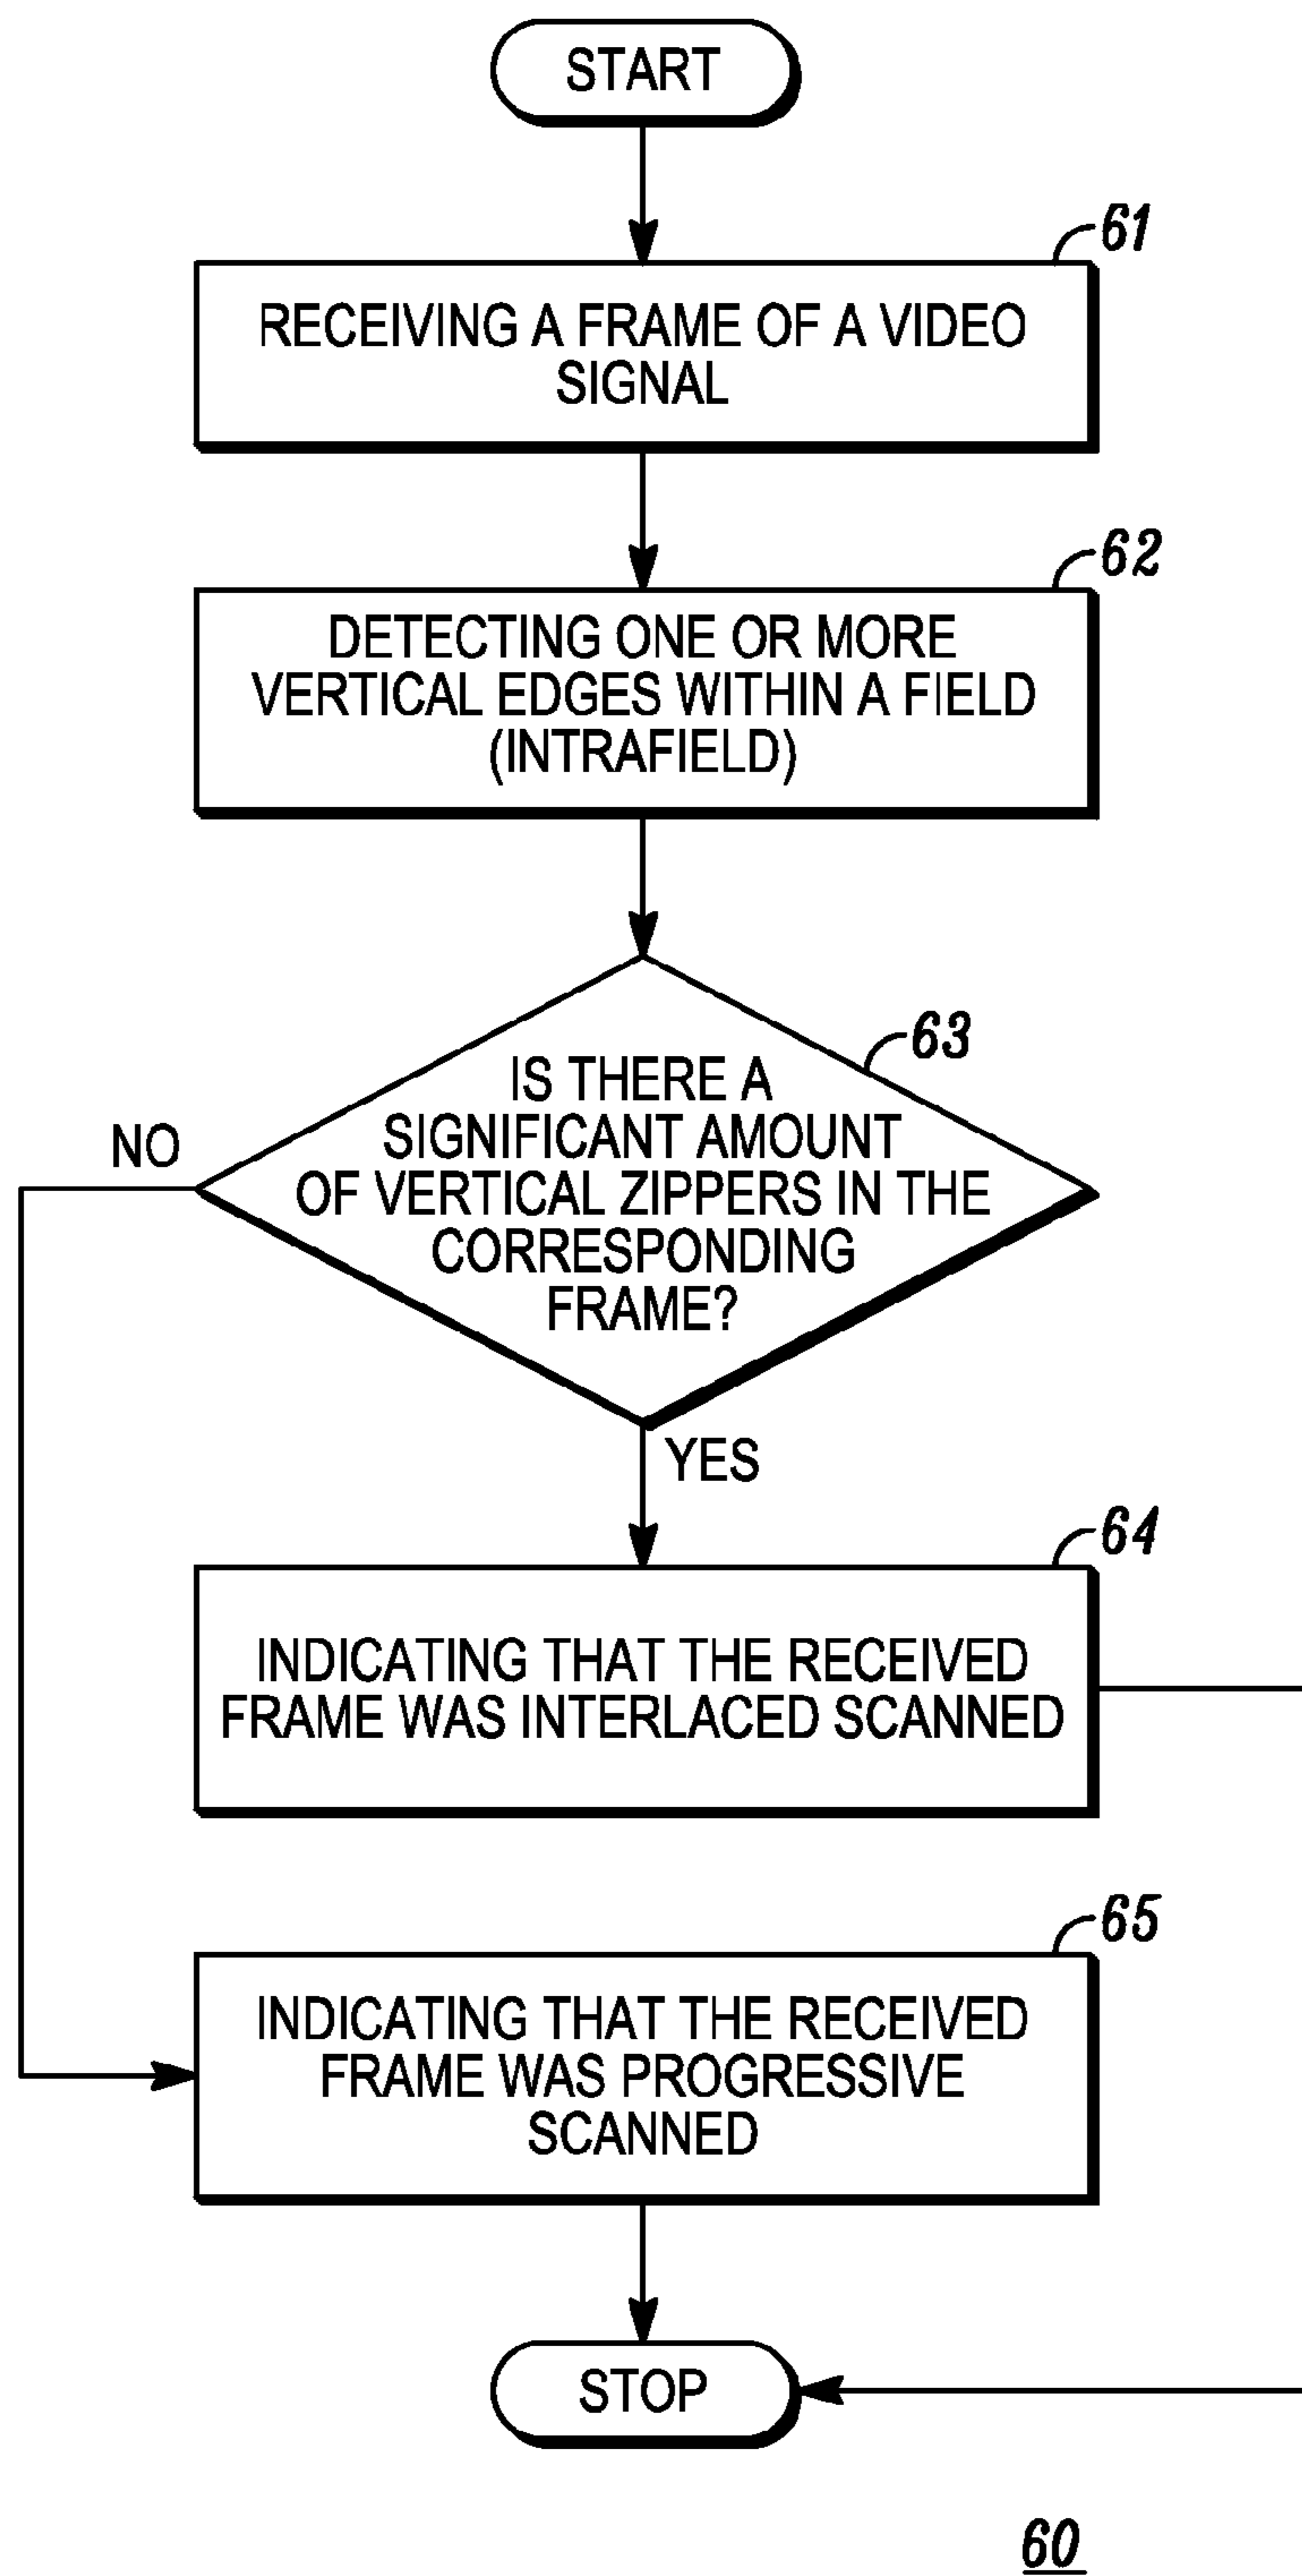 START
61
RECEIVING A FRAME OF A VIDEO
SIGNAL
62
DETECTING ONE OR MORE
VERTICAL EDGES WITHIN A FIELD
(INTRAFIELD)
63
IS THERE A
SIGNIFICANT AMOUNT
OF VERTICAL ZIPPERS IN THE
CORRESPONDING
FRAME?
NO
YES
64
INDICATING THAT THE RECEIVED
FRAME WAS INTERLACED SCANNED
65
INDICATING THAT THE RECEIVED
FRAME WAS PROGRESSIVE
SCANNED
STOP
60